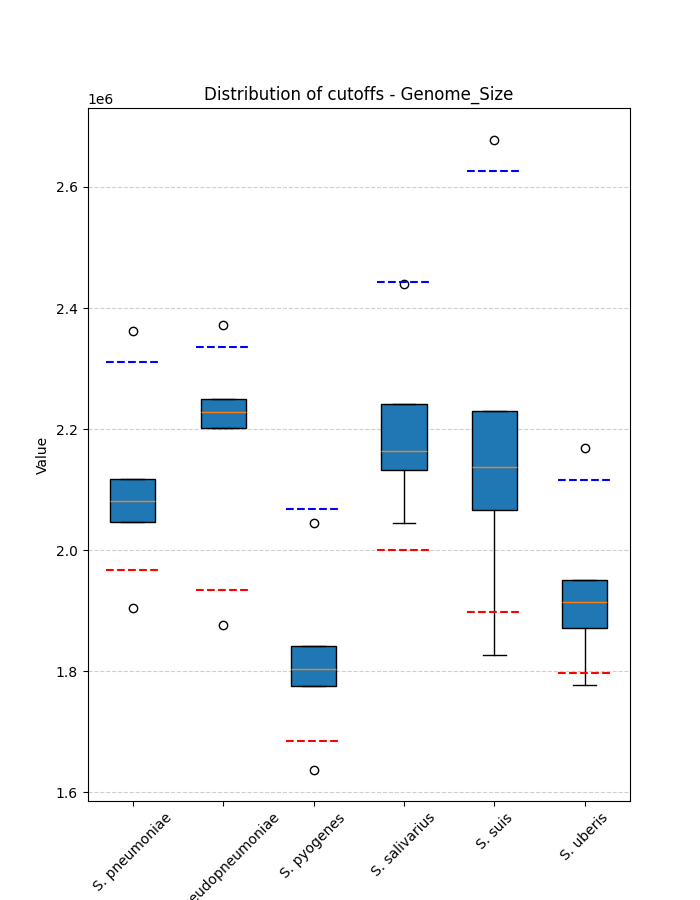 Distribution of cutoffs - Genome_Size
1e6
2.6
2.4
2.2
2.0
1.8
1.6
Value
S. pneumoniae
eudopneumoniae
S. pyogenes
S. salivarius
S. suis
S. uberis